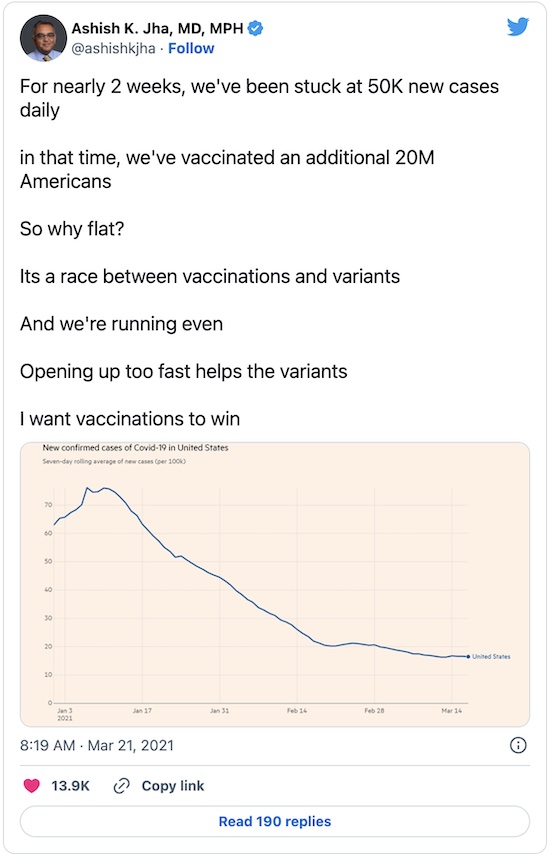 Ashish K. Jha, MD, MPH
@ashishkjha · Follow
For nearly 2 weeks, we've been stuck at 50K new cases
daily
in that time, we've vaccinated an additional 20M
Americans
So why flat?
Its a race between vaccinations and variants
And we're running even
Opening up too fast helps the variants
I want vaccinations to win
New confirmed cases of Covid-19 in United States
Seven-day rolling average of new cases (per 100k)
70
60
50
40
30
20
10
0
United States
Jan 3 Jan 17 Jan 31 Feb 14 Feb 28 Mar 14
2021
8:19 AM · Mar 21, 2021
13.9K Copy link
Read 190 replies